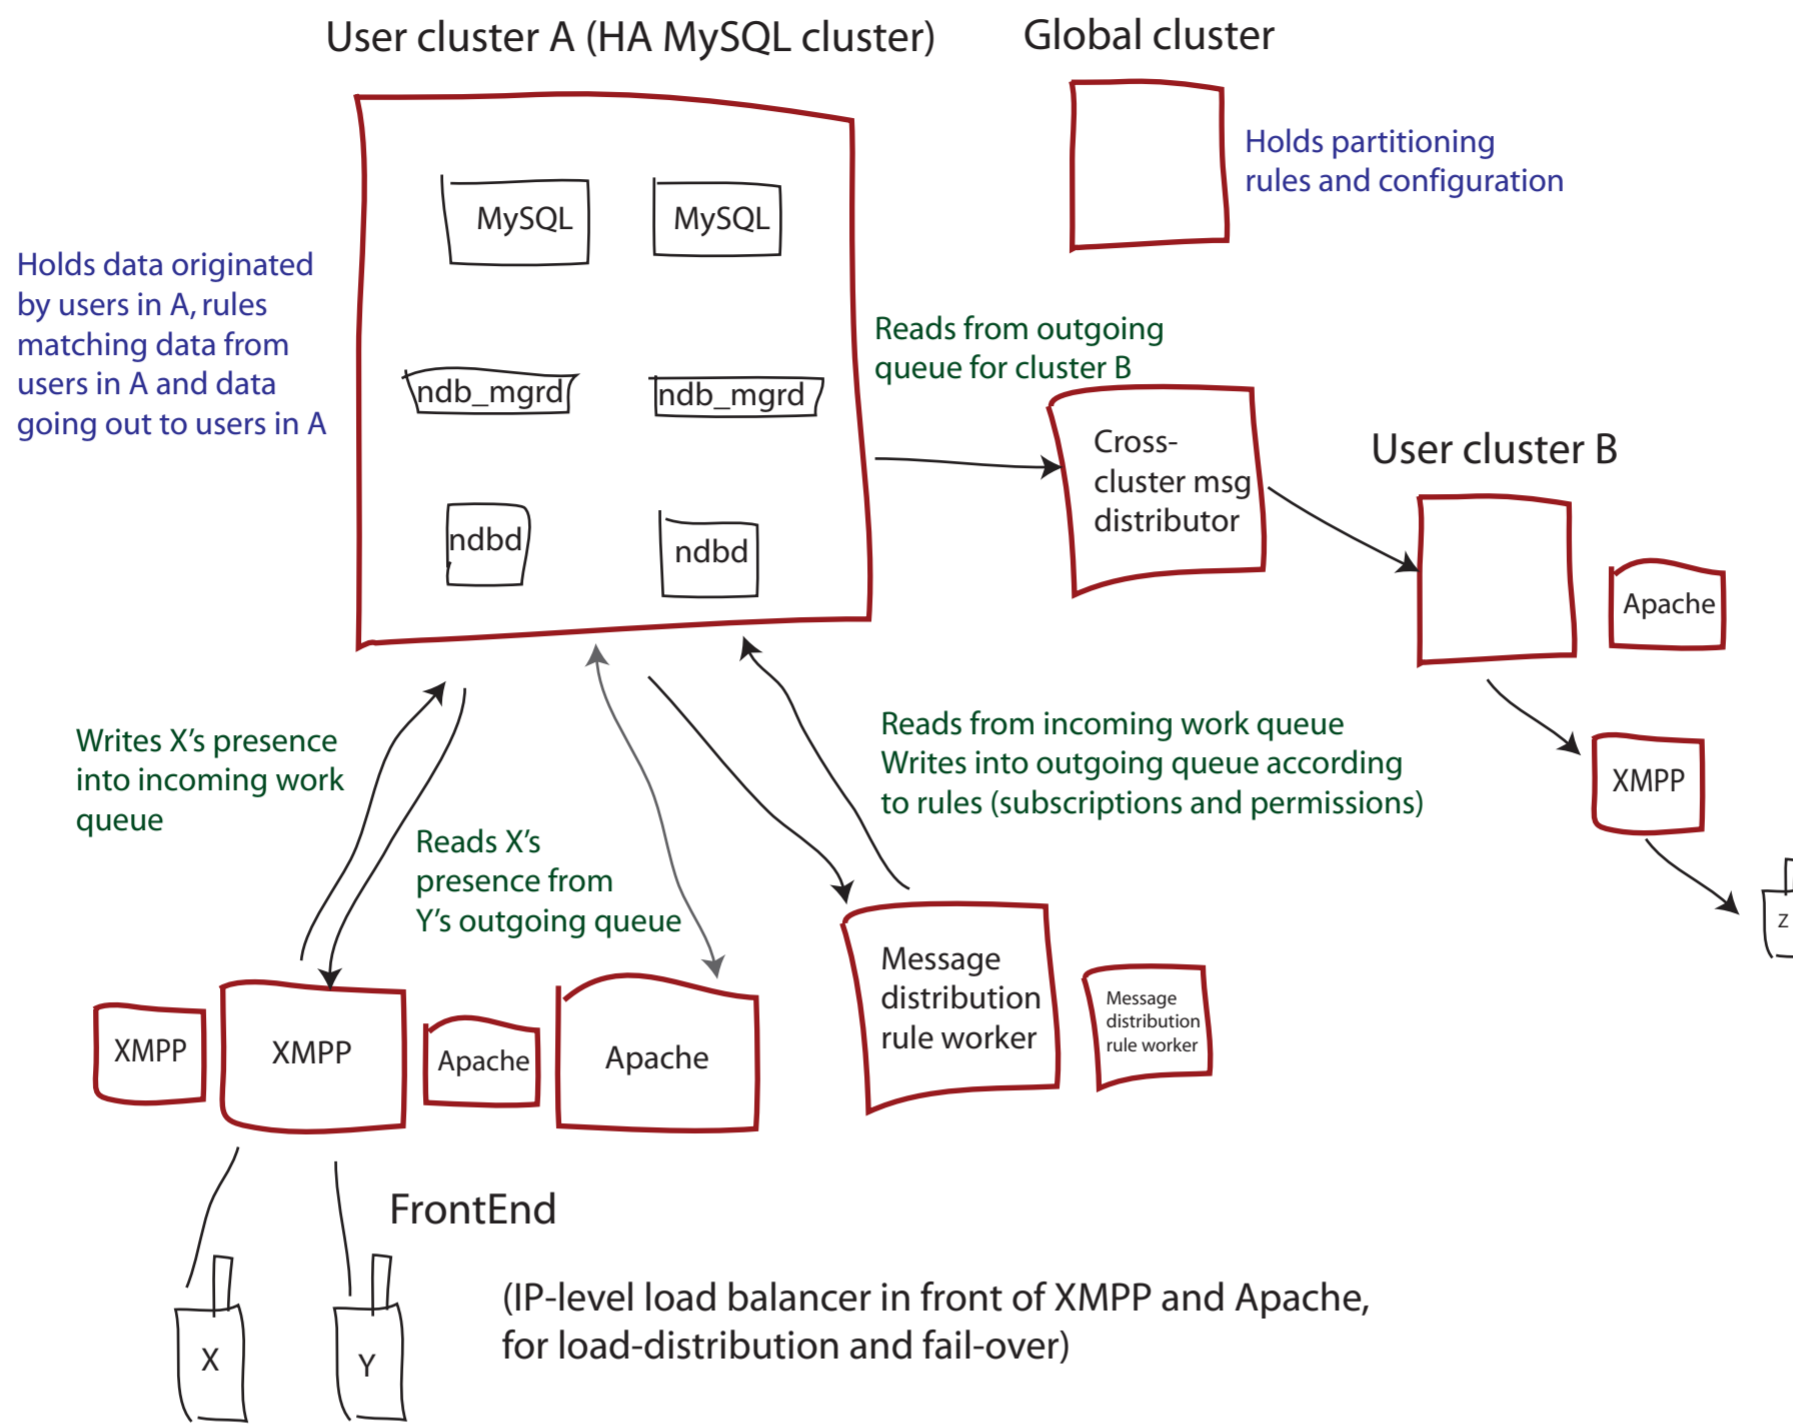 User cluster A (HA MySQL cluster)
Global cluster
MySQL
MySQL
Holds partitioning
rules and configuration
Holds data originated
by users in A, rules
matching data from
users in A and data
going out to users in A
ndb_mgrd
ndb_mgrd
ndbd
ndbd
Reads from outgoing
queue for cluster B
Cross-
cluster msg
distributor
User cluster B
Apache
XMPP
Z
Writes X's presence
into incoming work
queue
Reads X's
presence from
Y's outgoing queue
Reads from incoming work queue
Writes into outgoing queue according
to rules (subscriptions and permissions)
Message
distribution
rule worker
Message
distribution
rule worker
XMPP
XMPP
Apache
Apache
FrontEnd
X
Y
(IP-level load balancer in front of XMPP and Apache,
for load-distribution and fail-over)